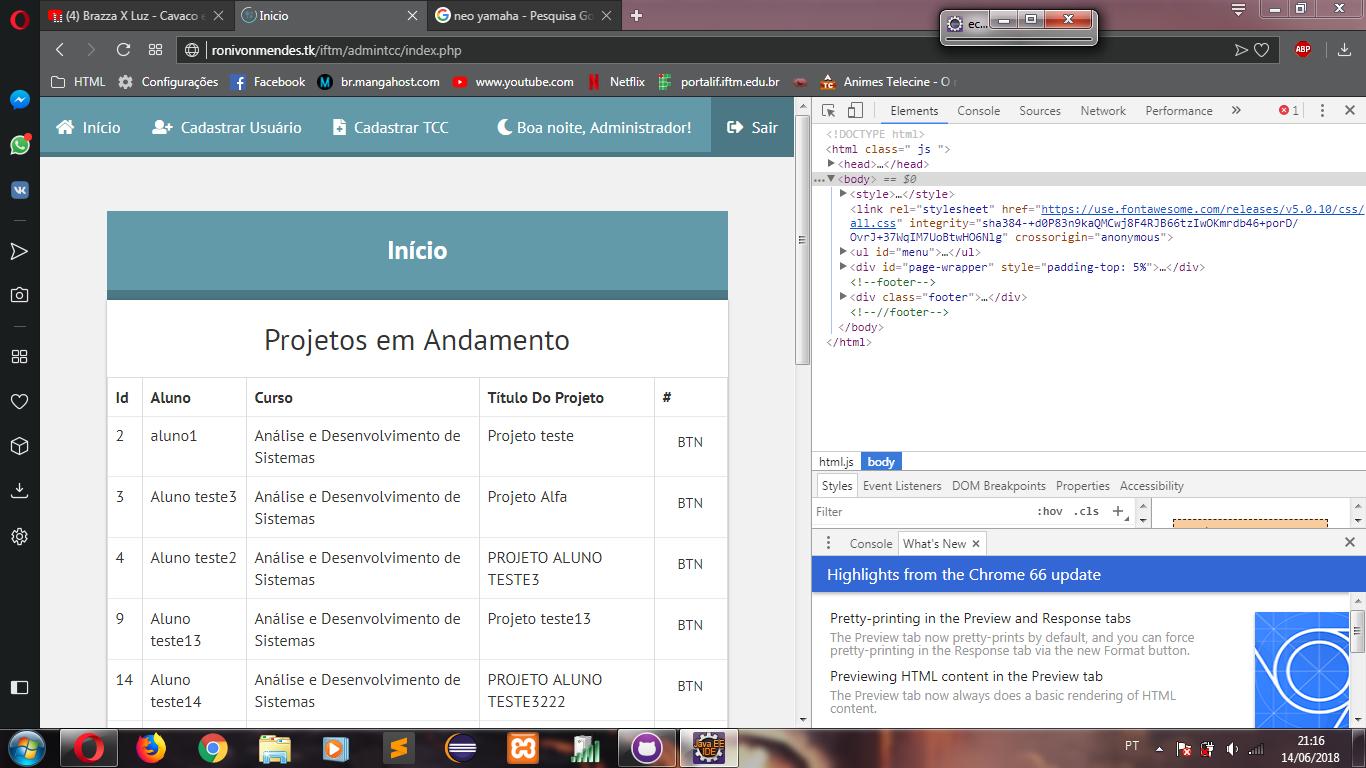 (4) Brazza X Luz - Cavaco e
Inicio
neo yamaha - Pesquisa Go
ec...
ronivonmendes.tk/iftm/admintcc/index.php
ABP
HTML
Configurações
Facebook
br.mangahost.com
www.youtube.com
Netflix
portalif.iftm.edu.br
Animes Telecine - O
Início
Cadastrar Usuário
Cadastrar TCC
Boa noite, Administrador!
Sair
Início
Projetos em Andamento
Id Aluno Curso Título Do Projeto #
2 aluno1 Análise e Desenvolvimento de Projeto teste BTN
Sistemas
3 Aluno teste3 Análise e Desenvolvimento de Projeto Alfa BTN
Sistemas
4 Aluno teste2 Análise e Desenvolvimento de PROJETO ALUNO BTN
Sistemas TESTE3
9 Aluno Análise e Desenvolvimento de Projeto teste13 BTN
teste13 Sistemas
14 Aluno Análise e Desenvolvimento de PROJETO ALUNO BTN
teste14 Sistemas TESTE3222
Elements Console Sources Network Performance » 1
<!DOCTYPE html>
<html class=" js ">
<head>…</head>
<body> == $0
<style>…</style>
<link rel="stylesheet" href="https://use.fontawesome.com/releases/v5.0.10/css/
all.css" integrity="sha384-+d0P83n9kaQMCwj8F4RJB66tzIwOKmrdb46+porD/
OvrJ+37WqIM7UoBtwHO6Nlg" crossorigin="anonymous">
<ul id="menu">…</ul>
<div id="page-wrapper" style="padding-top: 5%">…</div>
<!--footer-->
<div class="footer">…</div>
<!--//footer-->
</body>
</html>
html.js body
Styles Event Listeners DOM Breakpoints Properties Accessibility
Filter :hov .cls +
Console What's New
Highlights from the Chrome 66 update
Pretty-printing in the Preview and Response tabs
The Preview tab now pretty-prints by default, and you can force
pretty-printing in the Response tab via the new Format button.
Previewing HTML content in the Preview tab
The Preview tab now always does a basic rendering of HTML
content.
Java EE
IDE
PT
21:16
14/06/2018